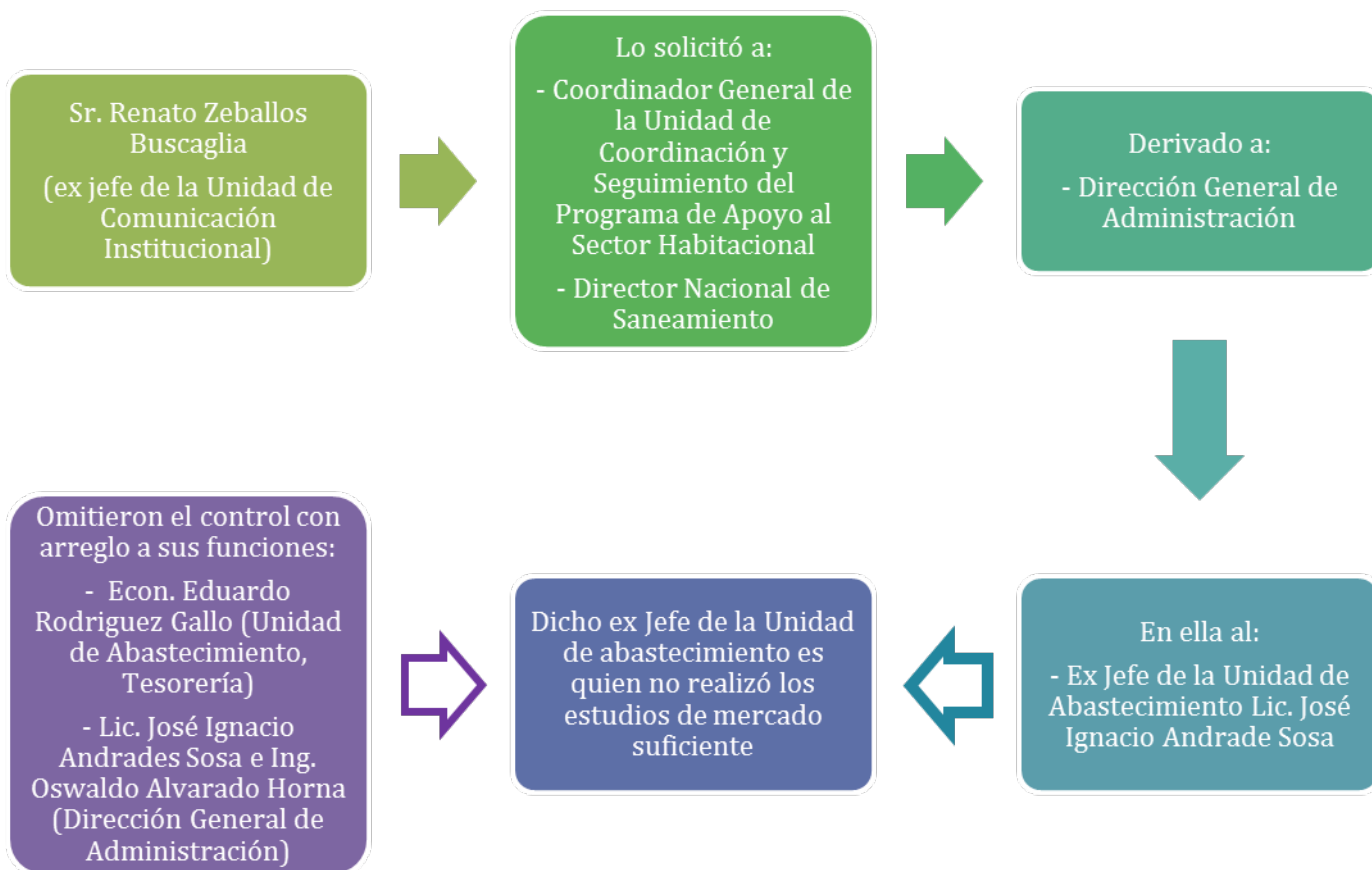 Sr. Renato Zeballos
Buscaglia
(ex jefe de la Unidad de
Comunicación
Institucional)
Lo solicitó a:
- Coordinador General de
la Unidad de
Coordinación y
Seguimiento del
Programa de Apoyo al
Sector Habitacional
- Director Nacional de
Saneamiento
Derivado a:
- Dirección General de
Administración
En ella al:
- Ex Jefe de la Unidad de
Abastecimiento Lic. José
Ignacio Andrade Sosa
Dicho ex Jefe de la Unidad
de abastecimiento es
quien no realizó los
estudios de mercado
suficiente
Omitieron el control con
arreglo a sus funciones:
- Econ. Eduardo
Rodriguez Gallo (Unidad
de Abastecimiento,
Tesorería)
- Lic. José Ignacio
Andrades Sosa e Ing.
Oswaldo Alvarado Horna
(Dirección General de
Administración)